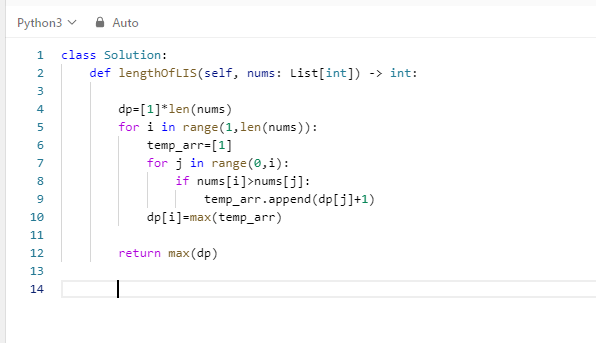 Python3 Auto
1 class Solution:
2     def lengthOfLIS(self, nums: List[int]) -> int:
3
4         dp=[1]*len(nums)
5         for i in range(1,len(nums)):
6             temp_arr=[1]
7             for j in range(0,i):
8                 if nums[i]>nums[j]:
9                     temp_arr.append(dp[j]+1)
10             dp[i]=max(temp_arr)
11
12         return max(dp)
13
14